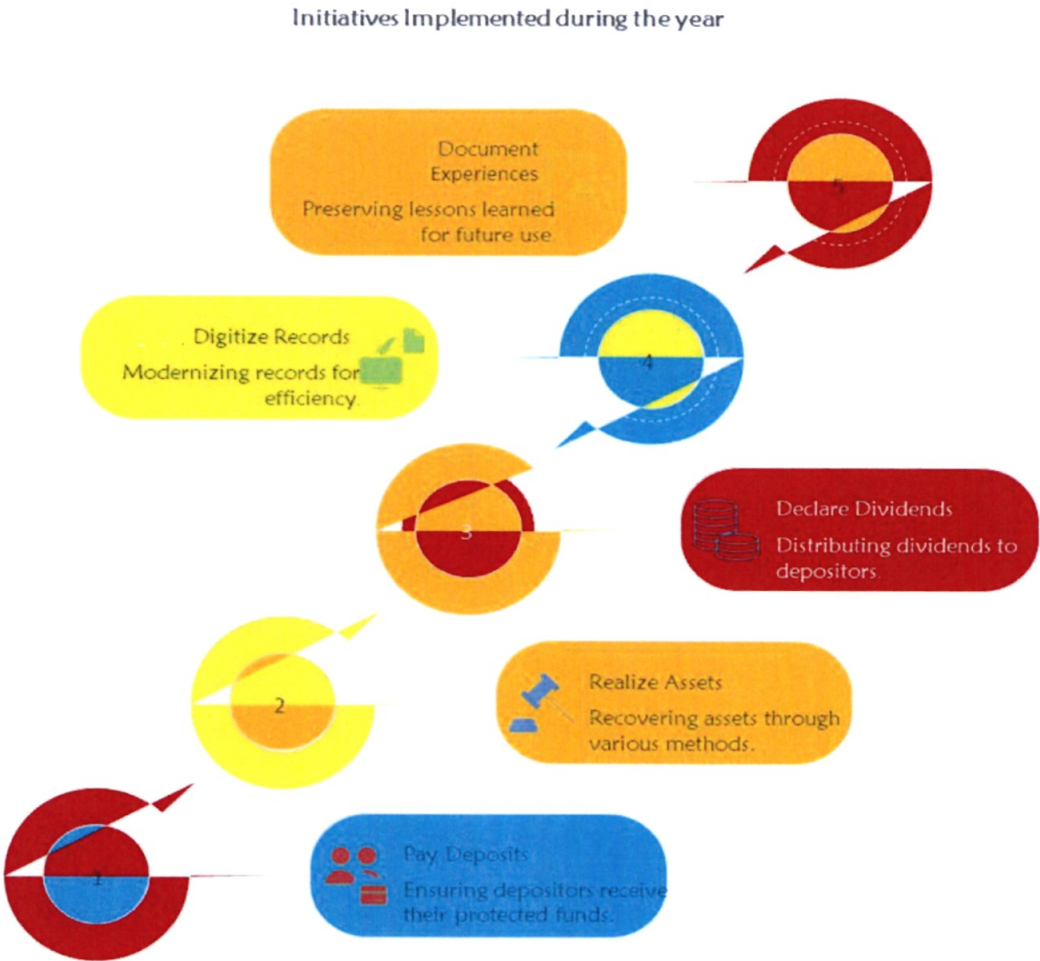 Initiatives Implemented during the year
Document
Experiences
Preserving lessons learned
for future use.
5
Digitize Records
Modernizing records for
efficiency.
4
3
Declare Dividends
Distributing dividends to
depositors.
2
Realize Assets
Recovering assets through
various methods.
1
Pay Deposits
Ensuring depositors receive
their protected funds.